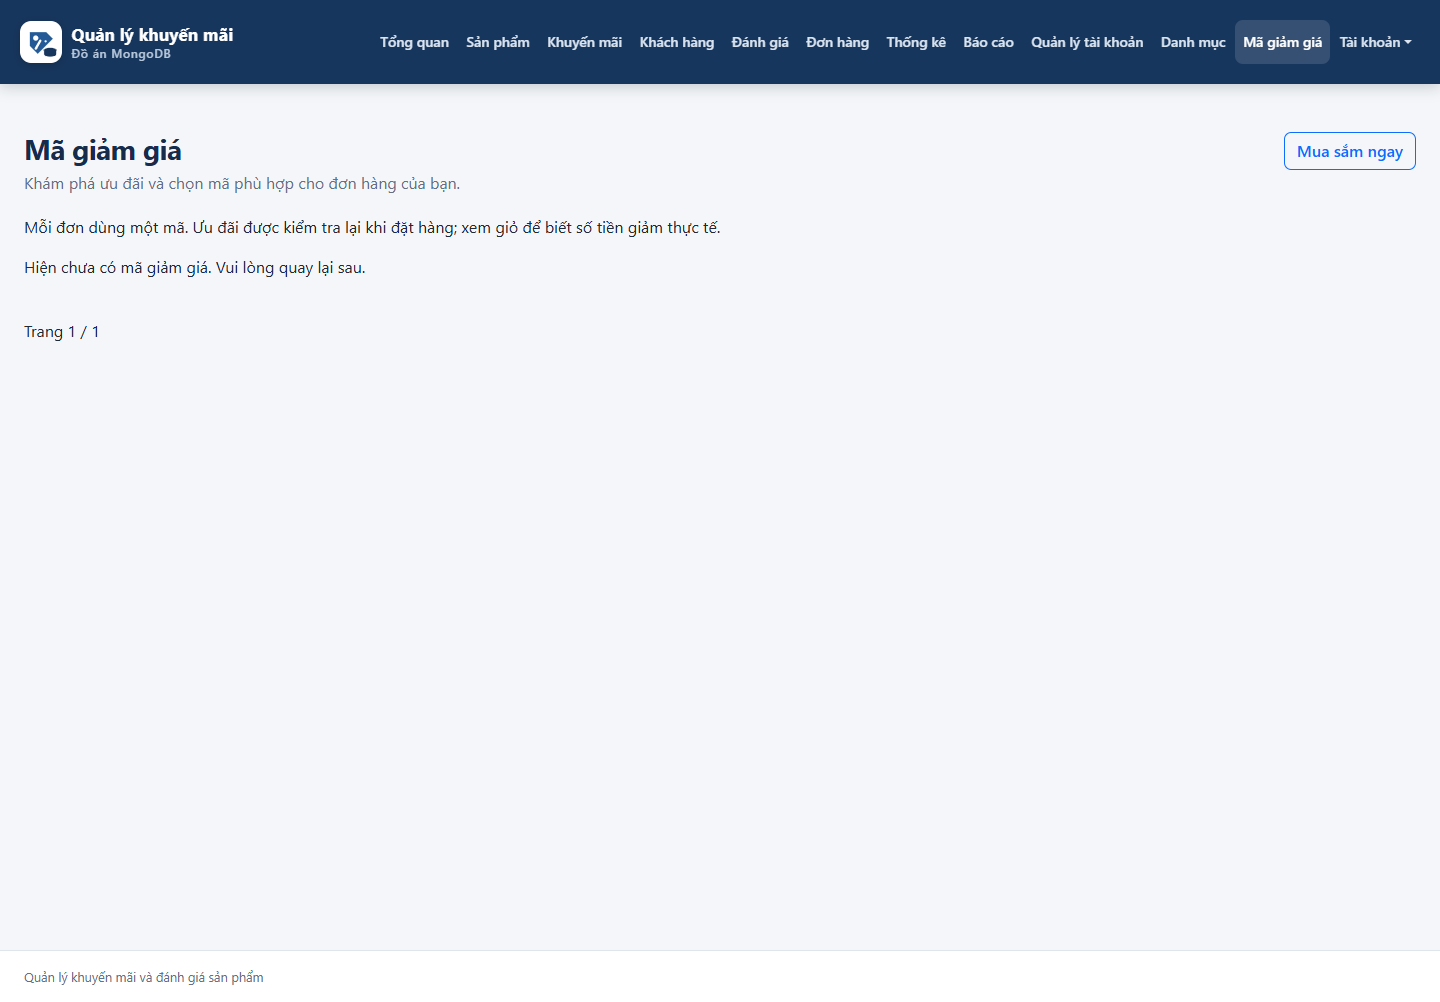 Quản lý khuyến mãi
Đồ án MongoDB
Tổng quan Sản phẩm Khuyến mãi Khách hàng Đánh giá Đơn hàng Thống kê Báo cáo Quản lý tài khoản Danh mục Mã giảm giá Tài khoản
Mã giảm giá
Mua sắm ngay
Khám phá ưu đãi và chọn mã phù hợp cho đơn hàng của bạn.
Mỗi đơn dùng một mã. Ưu đãi được kiểm tra lại khi đặt hàng; xem giỏ để biết số tiền giảm thực tế.
Hiện chưa có mã giảm giá. Vui lòng quay lại sau.
Trang 1 / 1
Quản lý khuyến mãi và đánh giá sản phẩm